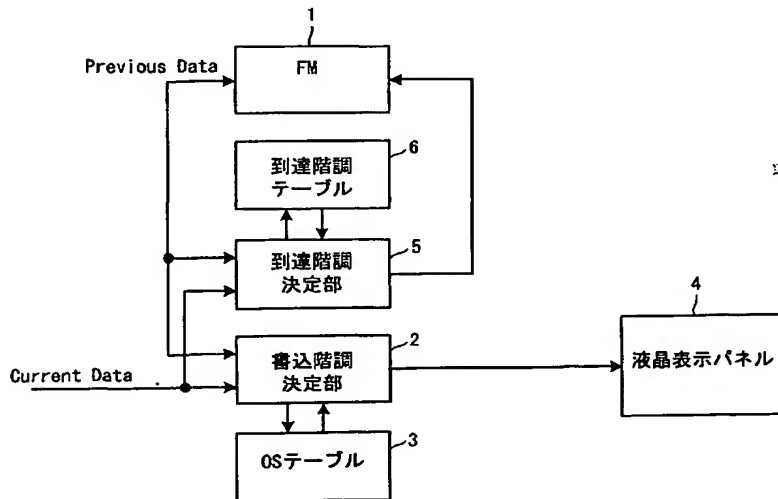 1
Previous Data
FM
6
到達階調
テーブル
5
到達階調
決定部
4
2
Current Data
書込階調
決定部
液晶表示パネル
3
OSテーブル